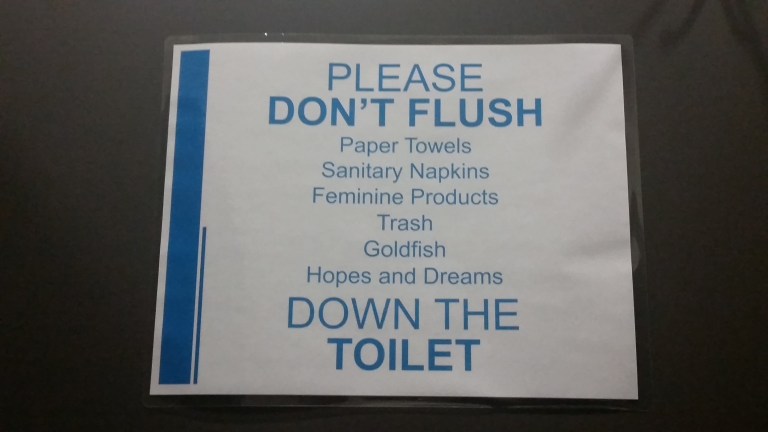 PLEASE
DON'T FLUSH
Paper Towels
Sanitary Napkins
Feminine Products
Trash
Goldfish
Hopes and Dreams
DOWN THE
TOILET